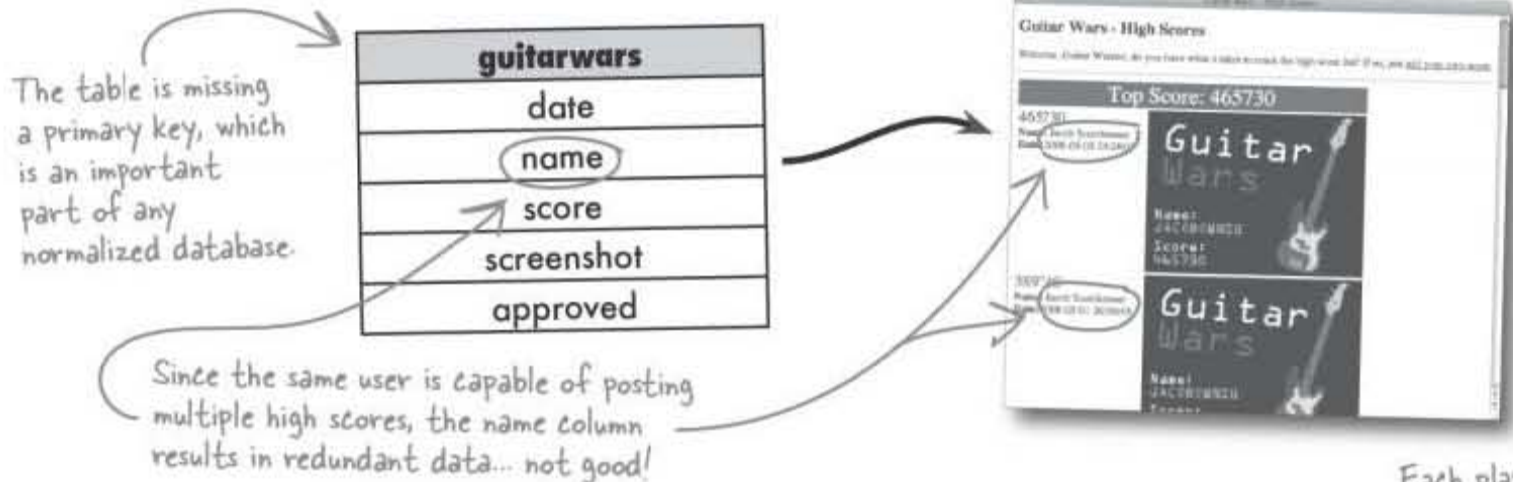 The table is missing
a primary key, which
is an important
part of any
normalized database.
guitarwars
date
name
score
screenshot
approved
Since the same user is capable of posting
multiple high scores, the name column
results in redundant data... not good!
Guitar Wars - High Scores
Top Score: 465730
465730
Name:
Date:
Guitar
Wars
Name:
Score:
465730
Name:
Guitar
Wars
Name:
Each